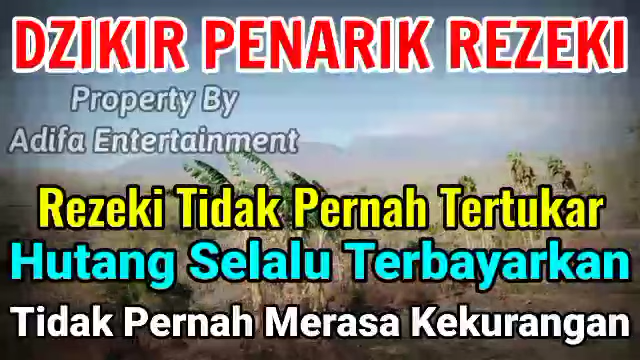 DZIKIR PENARIK REZEKI
Property By
Adifa Entertainment
Rezeki Tidak Pernah Tertukar
Hutang Selalu Terbayarkan
Tidak Pernah Merasa Kekurangan